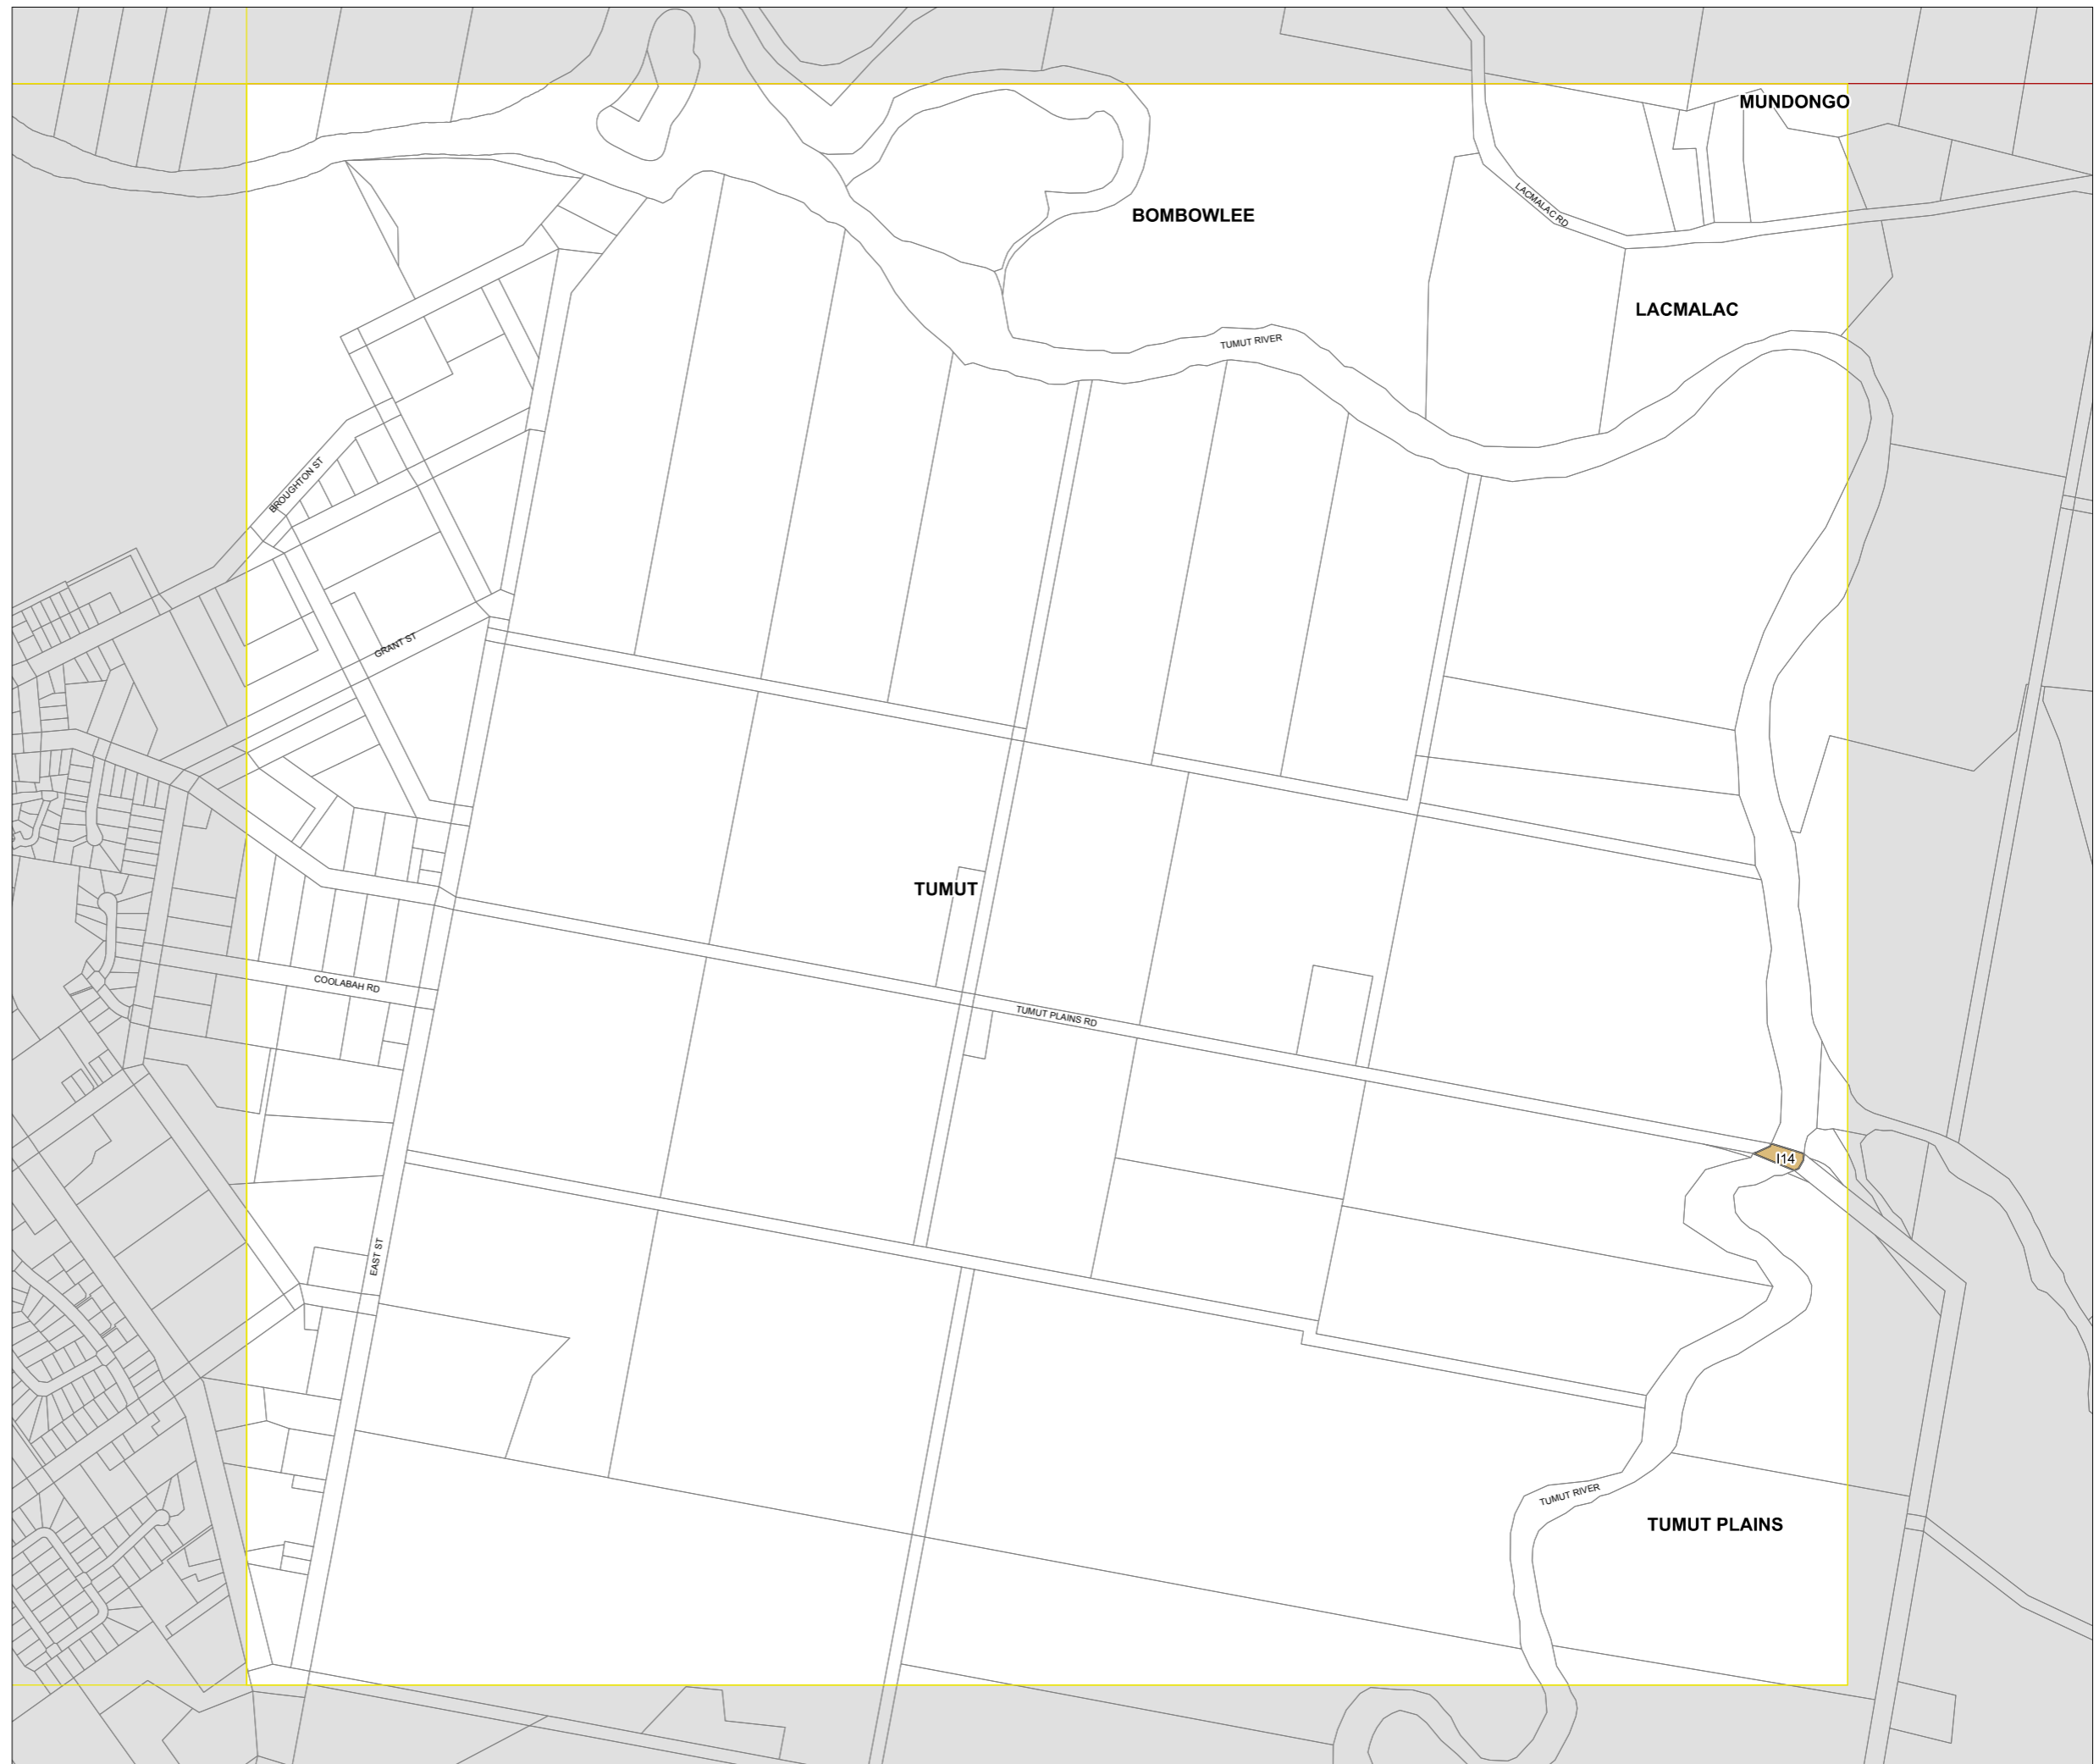 MUNDONGO
LACMALAC RD
BOMBOWLEE
LACMALAC
TUMUT RIVER
BROUGHTON ST
GRANT ST
TUMUT
COOLABAH RD
TUMUT PLAINS RD
I14
EAST ST
TUMUT RIVER
TUMUT PLAINS